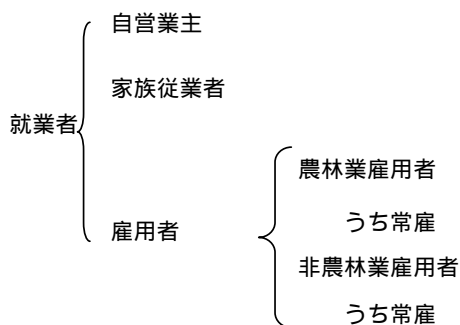 自営業主
家族従業者
就業者
農林業雇用者
うち常雇
雇用者
非農林業雇用者
うち常雇